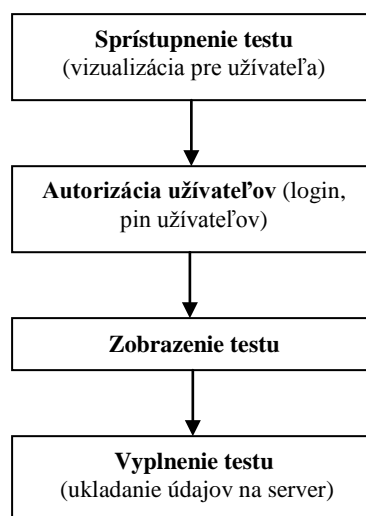 Sprístupnenie testu
(vizualizácia pre užívateľa)
Autorizácia užívateľov (login,
pin užívateľov)
Zobrazenie testu
Vyplnenie testu
(ukladanie údajov na server)